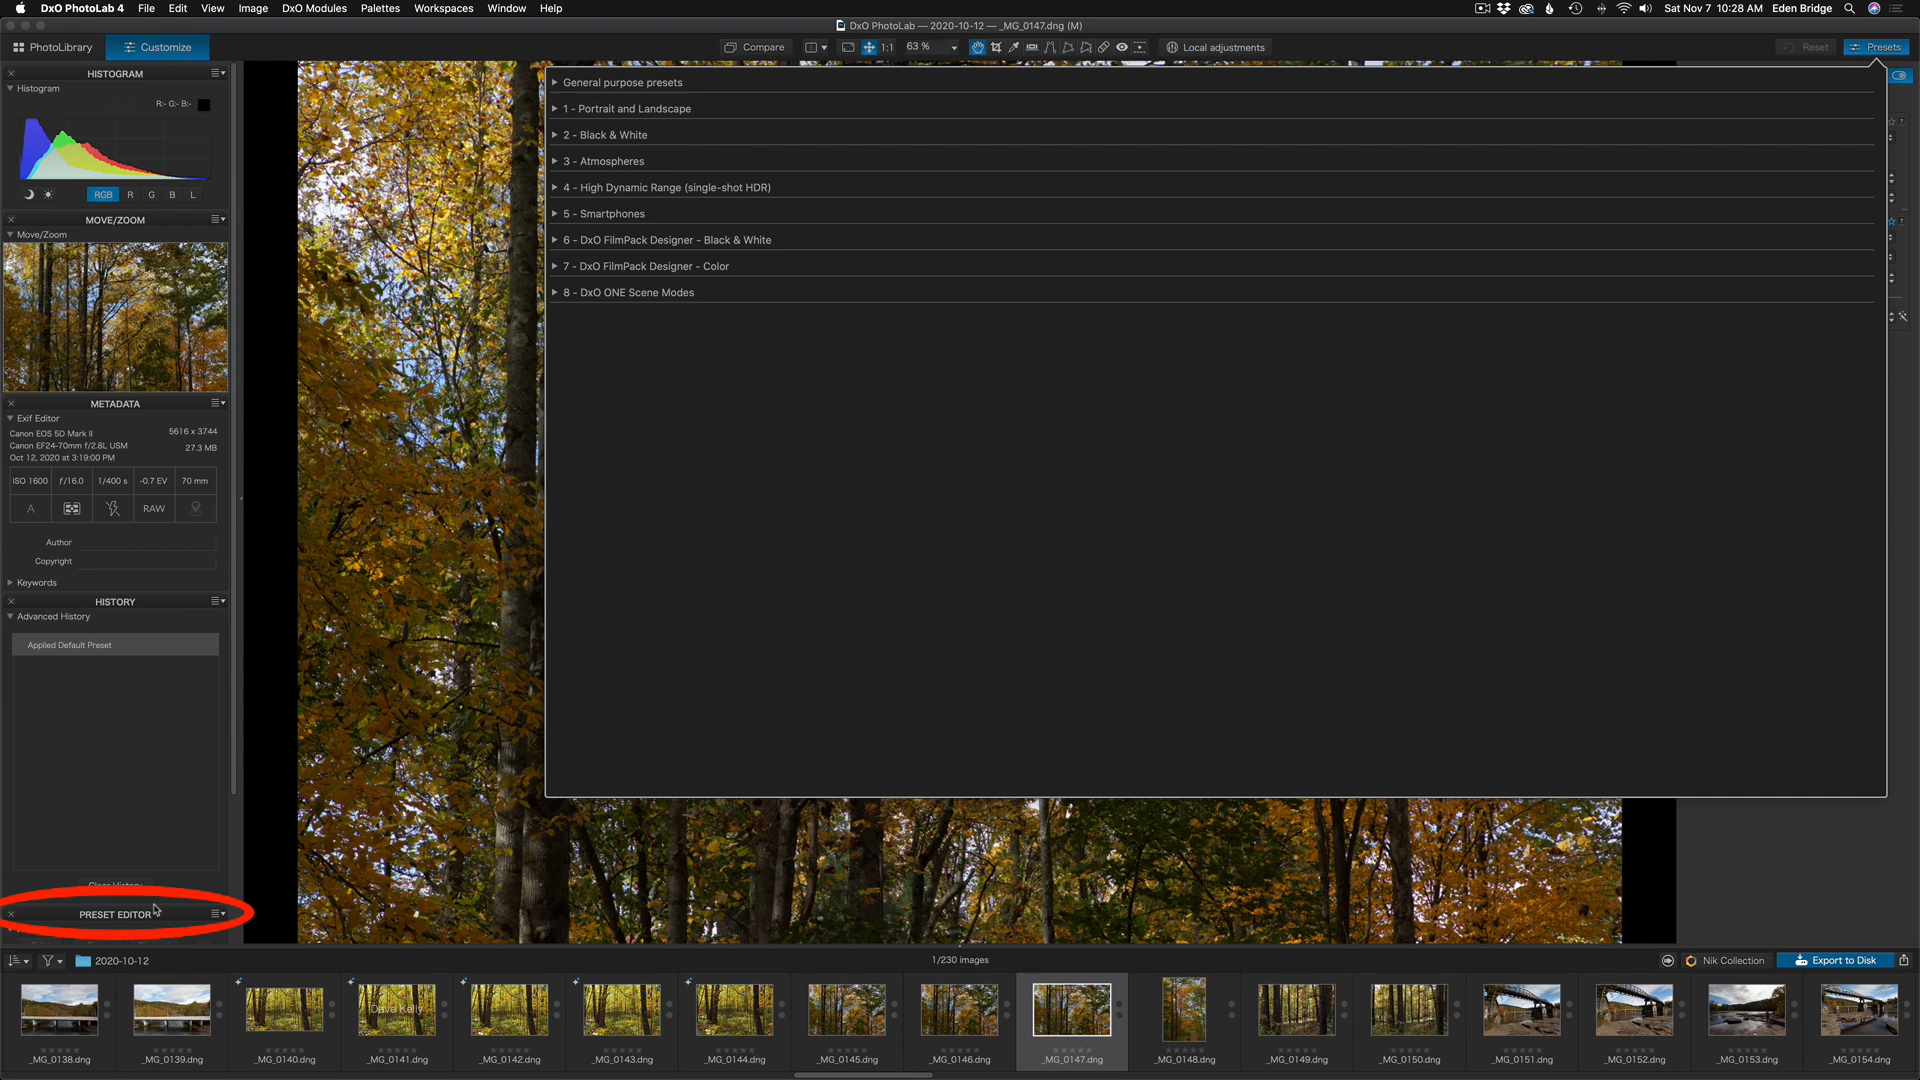 DxO PhotoLab 4 File Edit View Image DxO Modules Palettes Workspaces Window Help Sat Nov 7 10:28 AM Eden Bridge
DxO PhotoLab — 2020-10-12 — _MG_0147.dng (M)
PhotoLibrary Customize Compare 1:1 63 % Local adjustments Reset Presets
HISTOGRAM
Histogram
R:- G:- B:-
RGB R G B L
MOVE/ZOOM
Move/Zoom
METADATA
Exif Editor
Canon EOS 5D Mark II 5616 x 3744
Canon EF24-70mm f/2.8L USM 27.3 MB
Oct 12, 2020 at 3:19:00 PM
ISO 1600 ƒ/16.0 1/400 s -0.7 EV 70 mm
A RAW
Author
Copyright
Keywords
HISTORY
Advanced History
Applied Default Preset
Clear History
PRESET EDITOR
General purpose presets
1 - Portrait and Landscape
2 - Black & White
3 - Atmospheres
4 - High Dynamic Range (single-shot HDR)
5 - Smartphones
6 - DxO FilmPack Designer - Black & White
7 - DxO FilmPack Designer - Color
8 - DxO ONE Scene Modes
2020-10-12 1/230 images Nik Collection Export to Disk
Dave Kelly
_MG_0138.dng _MG_0139.dng _MG_0140.dng _MG_0141.dng _MG_0142.dng _MG_0143.dng _MG_0144.dng _MG_0145.dng _MG_0146.dng _MG_0147.dng _MG_0148.dng _MG_0149.dng _MG_0150.dng _MG_0151.dng _MG_0152.dng _MG_0153.dng _MG_0154.dng